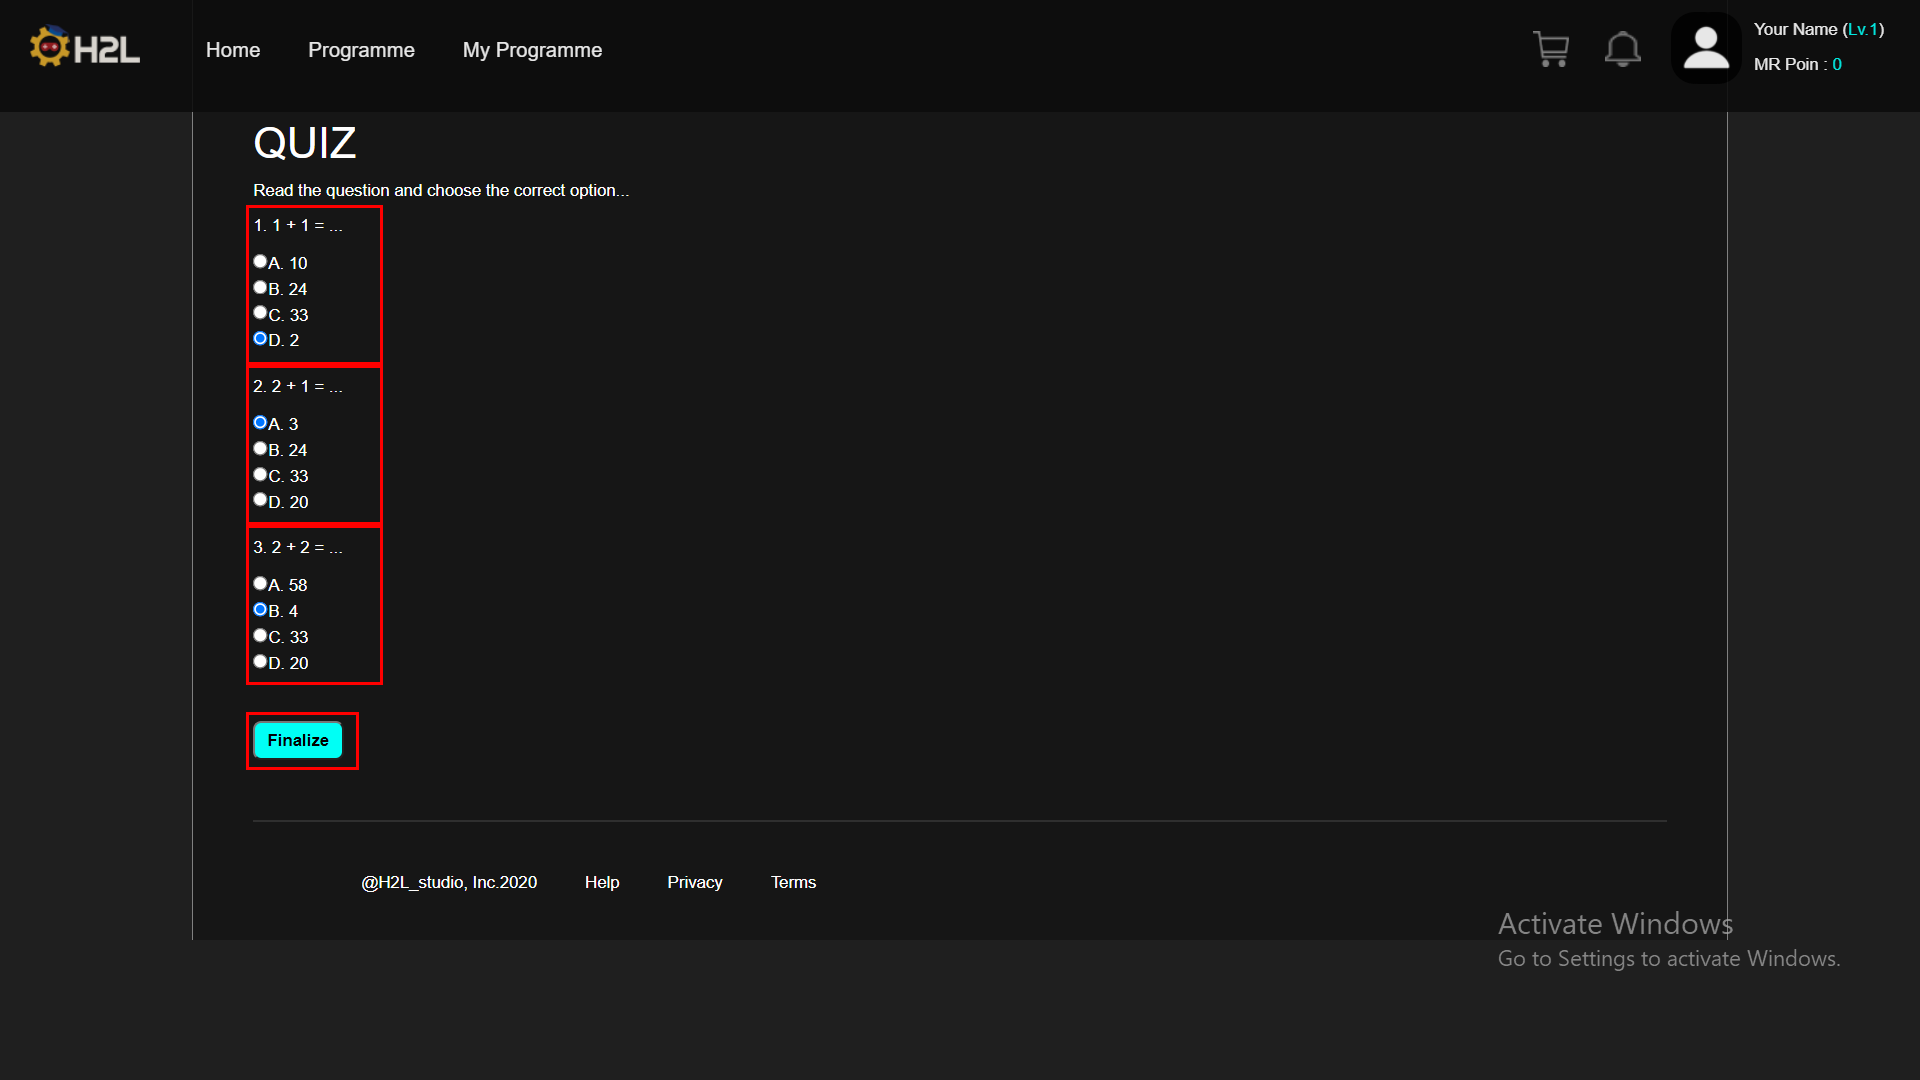 H2L
Home
Programme
My Programme
Your Name (Lv.1)
MR Poin : 0
QUIZ
Read the question and choose the correct option...
1. 1 + 1 = ...
A. 10
B. 24
C. 33
D. 2
2. 2 + 1 = ...
A. 3
B. 24
C. 33
D. 20
3. 2 + 2 = ...
A. 58
B. 4
C. 33
D. 20
Finalize
@H2L_studio, Inc.2020
Help
Privacy
Terms
Activate Windows
Go to Settings to activate Windows.